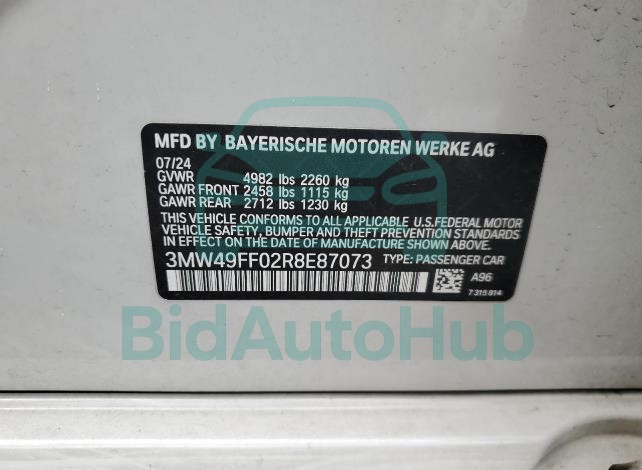 MFD BY BAYERISCHE MOTOREN WERKE AG
07/24
GVWR 4982 lbs 2260 kg
GAWR FRONT 2458 lbs 1115 kg
GAWR REAR 2712 lbs 1230 kg
THIS VEHICLE CONFORMS TO ALL APPLICABLE U.S.FEDERAL MOTOR
VEHICLE SAFETY, BUMPER, AND THEFT PREVENTION STANDARDS
IN EFFECT ON THE DATE OF MANUFACTURE SHOWN ABOVE.
3MW49FF02R8E87073 TYPE: PASSENGER CAR
A96
7 315 814
BidAutoHub